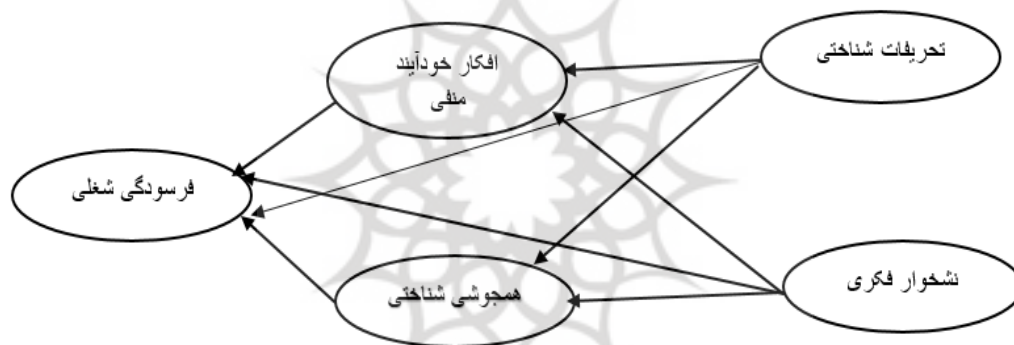 تحریفات شناختی
افکار خودآیند
منفی
فرسودگی شغلی
نشخوار فکری
همجوشی شناختی